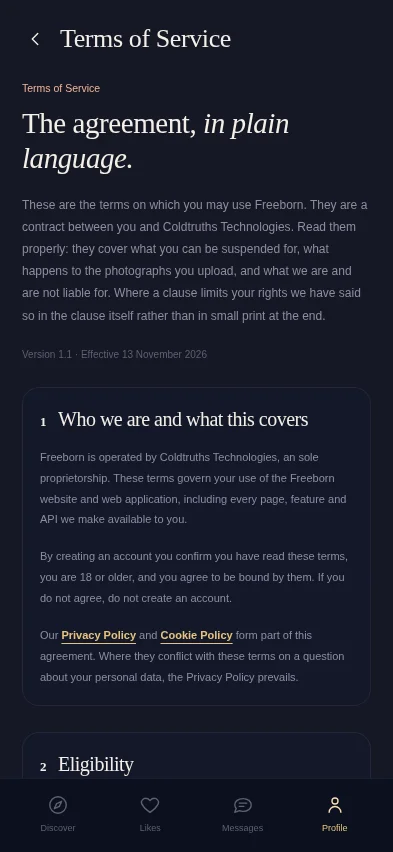 Terms of Service
Terms of Service
The agreement, in plain
language.
These are the terms on which you may use Freeborn. They are a
contract between you and Coldtruths Technologies. Read them
properly: they cover what you can be suspended for, what
happens to the photographs you upload, and what we are and
are not liable for. Where a clause limits your rights we have said
so in the clause itself rather than in small print at the end.
Version 1.1 · Effective 13 November 2026
1 Who we are and what this covers
Freeborn is operated by Coldtruths Technologies, an sole
proprietorship. These terms govern your use of the Freeborn
website and web application, including every page, feature and
API we make available to you.
By creating an account you confirm you have read these terms,
you are 18 or older, and you agree to be bound by them. If you
do not agree, do not create an account.
Our Privacy Policy and Cookie Policy form part of this
agreement. Where they conflict with these terms on a question
about your personal data, the Privacy Policy prevails.
2 Eligibility
Discover Likes Messages Profile